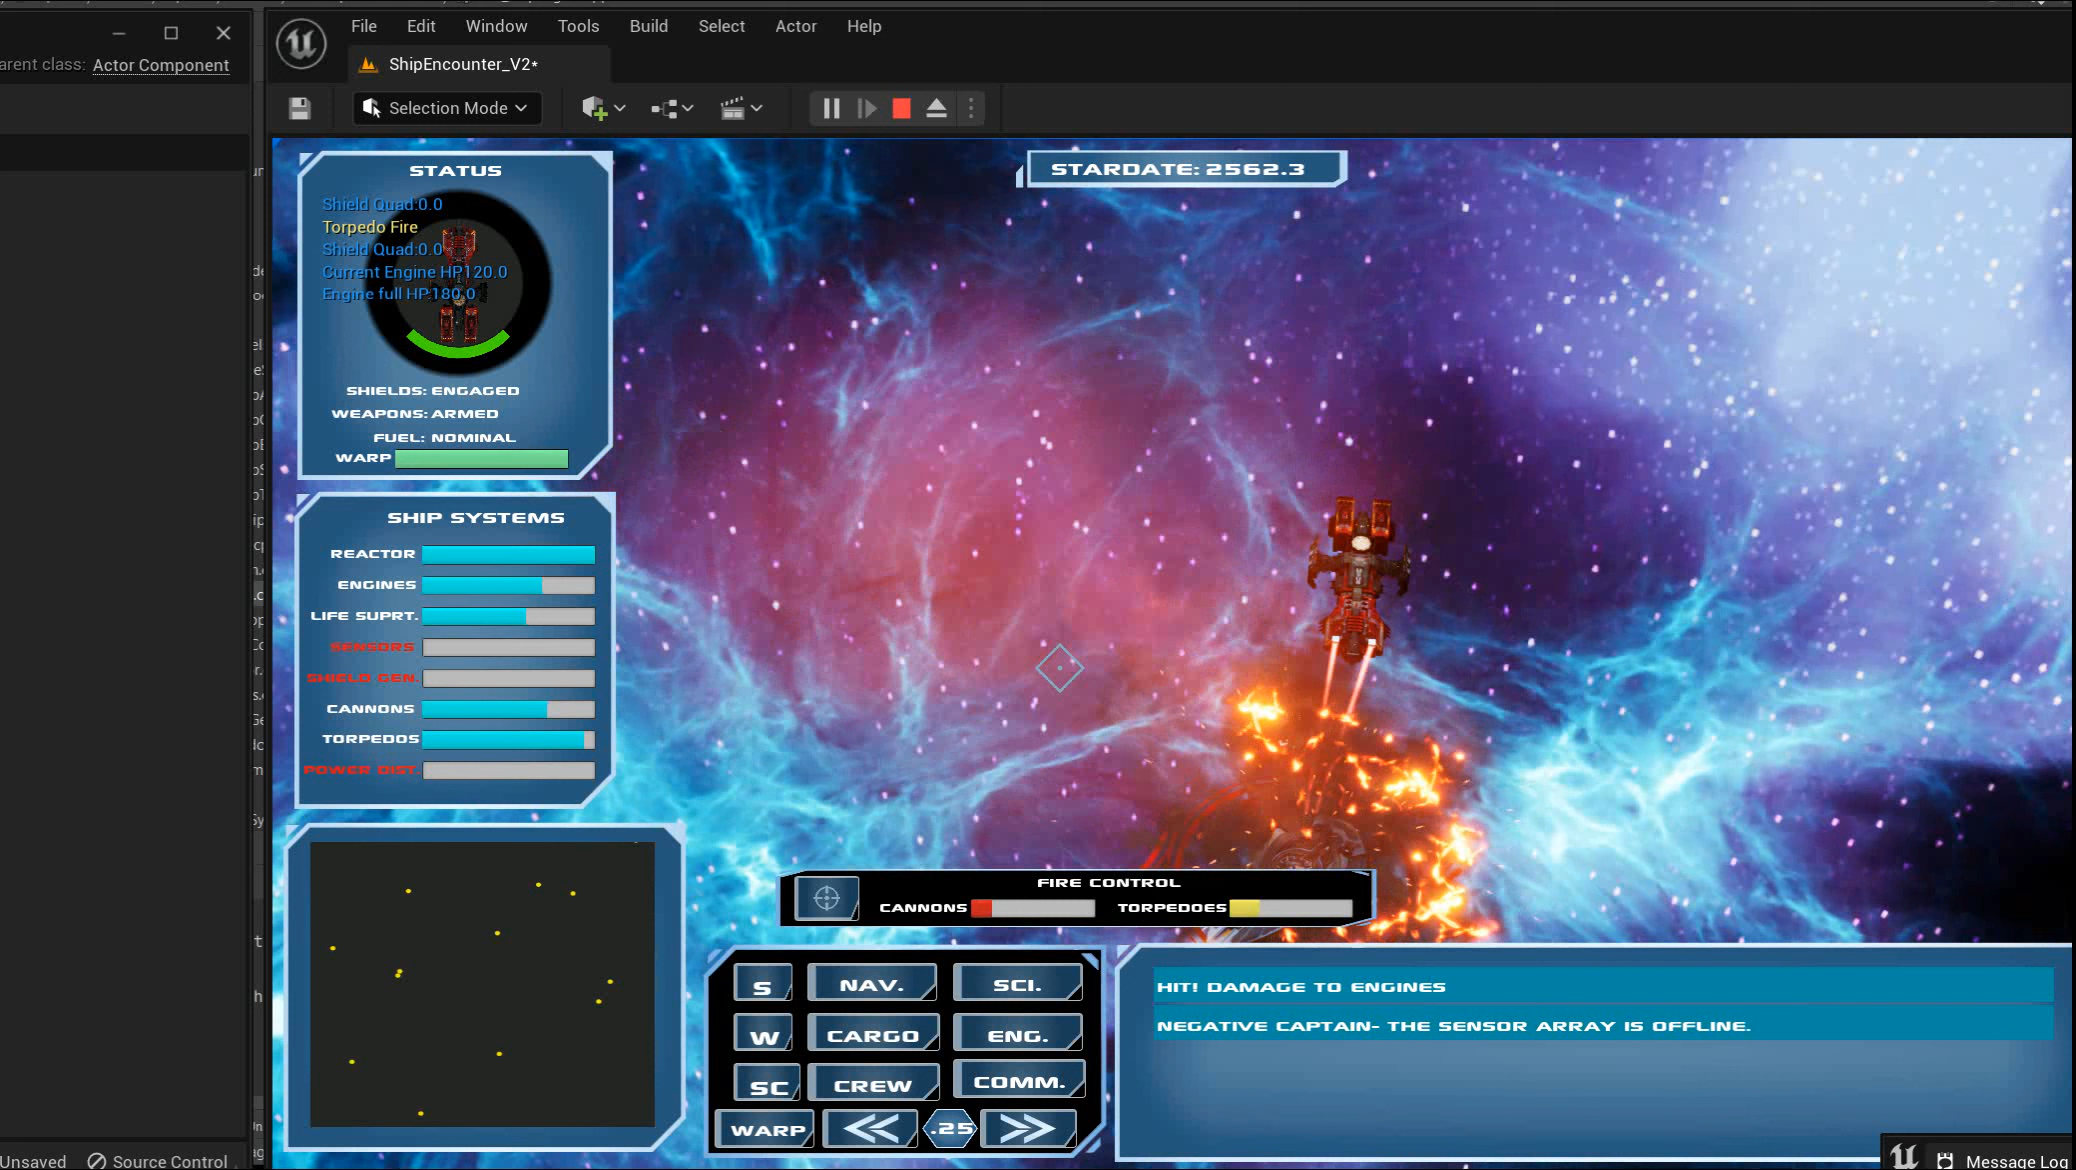 File Edit Window Tools Build Select Actor Help
arent class: Actor Component
ShipEncounter_V2*
Selection Mode
STATUS
Shield Quad:0.0
Torpedo Fire
Shield Quad:0.0
Current Engine HP120.0
Engine full HP180.0
SHIELDS: ENGAGED
WEAPONS: ARMED
FUEL: NOMINAL
WARP
STARDATE: 2562.3
SHIP SYSTEMS
REACTOR
ENGINES
LIFE SUPRT.
SENSORS
SHIELD GEN.
CANNONS
TORPEDOS
POWER DIST.
FIRE CONTROL
CANNONS TORPEDOES
S NAV. SCI.
W CARGO ENG.
SC CREW COMM.
WARP .25
HIT! DAMAGE TO ENGINES
NEGATIVE CAPTAIN- THE SENSOR ARRAY IS OFFLINE.
Unsaved Source Control
Message Log